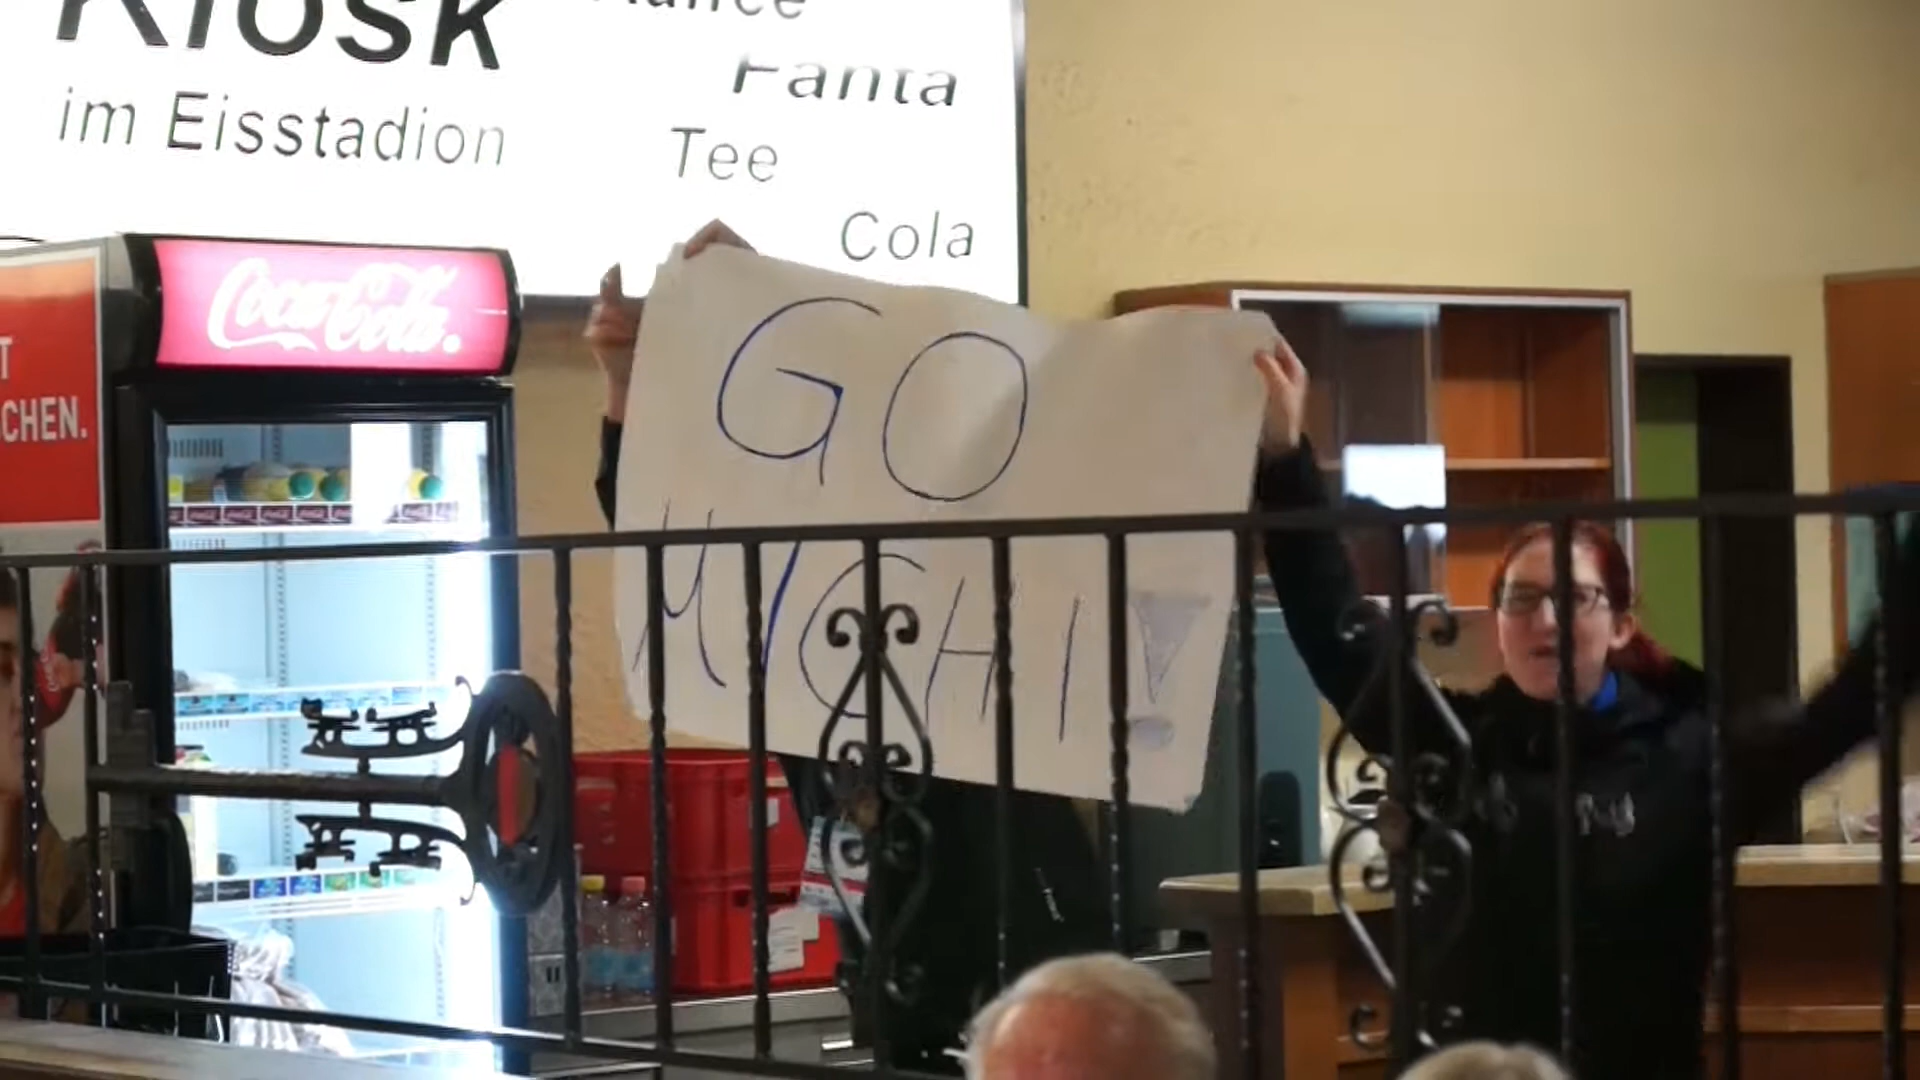 Kiosk
im Eisstadion
Fanta
Tee
Cola
Coca-Cola
CHEN.
GO
MICHI!